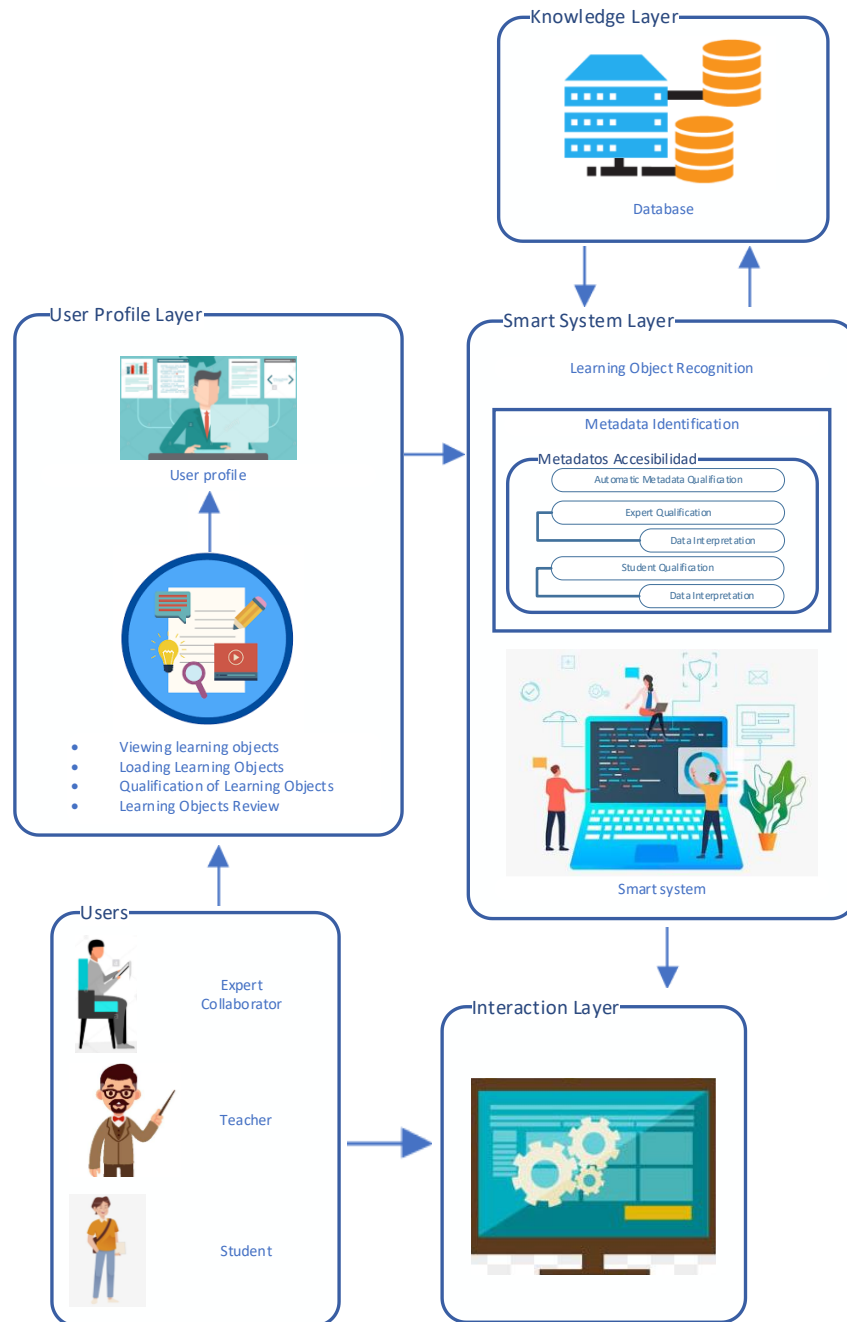 Knowledge Layer
Database
User Profile Layer
User profile
• Viewing learning objects
• Loading Learning Objects
• Qualification of Learning Objects
• Learning Objects Review
Smart System Layer
Learning Object Recognition
Metadada Identification
Metadatos Accesibilidad
Automatic Metadata Qualification
Expert Qualification
Data Interpretation
Student Qualification
Data Interpretation
Smart system
Users
Expert
Collaborator
Teacher
Student
Interaction Layer